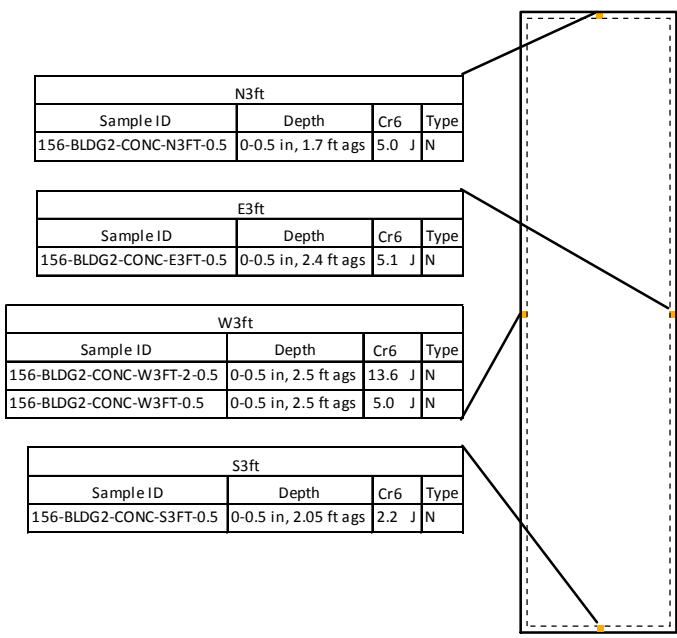 N3ft
Sample ID Depth Cr6 Type
156-BLDG2-CONC-N3FT-0.5 0-0.5 in, 1.7 ft ags 5.0 J N
E3ft
Sample ID Depth Cr6 Type
156-BLDG2-CONC-E3FT-0.5 0-0.5 in, 2.4 ft ags 5.1 J N
W3ft
Sample ID Depth Cr6 Type
156-BLDG2-CONC-W3FT-2-0.5 0-0.5 in, 2.5 ft ags 13.6 J N
156-BLDG2-CONC-W3FT-0.5 0-0.5 in, 2.5 ft ags 5.0 J N
S3ft
Sample ID Depth Cr6 Type
156-BLDG2-CONC-S3FT-0.5 0-0.5 in, 2.05 ft ags 2.2 J N